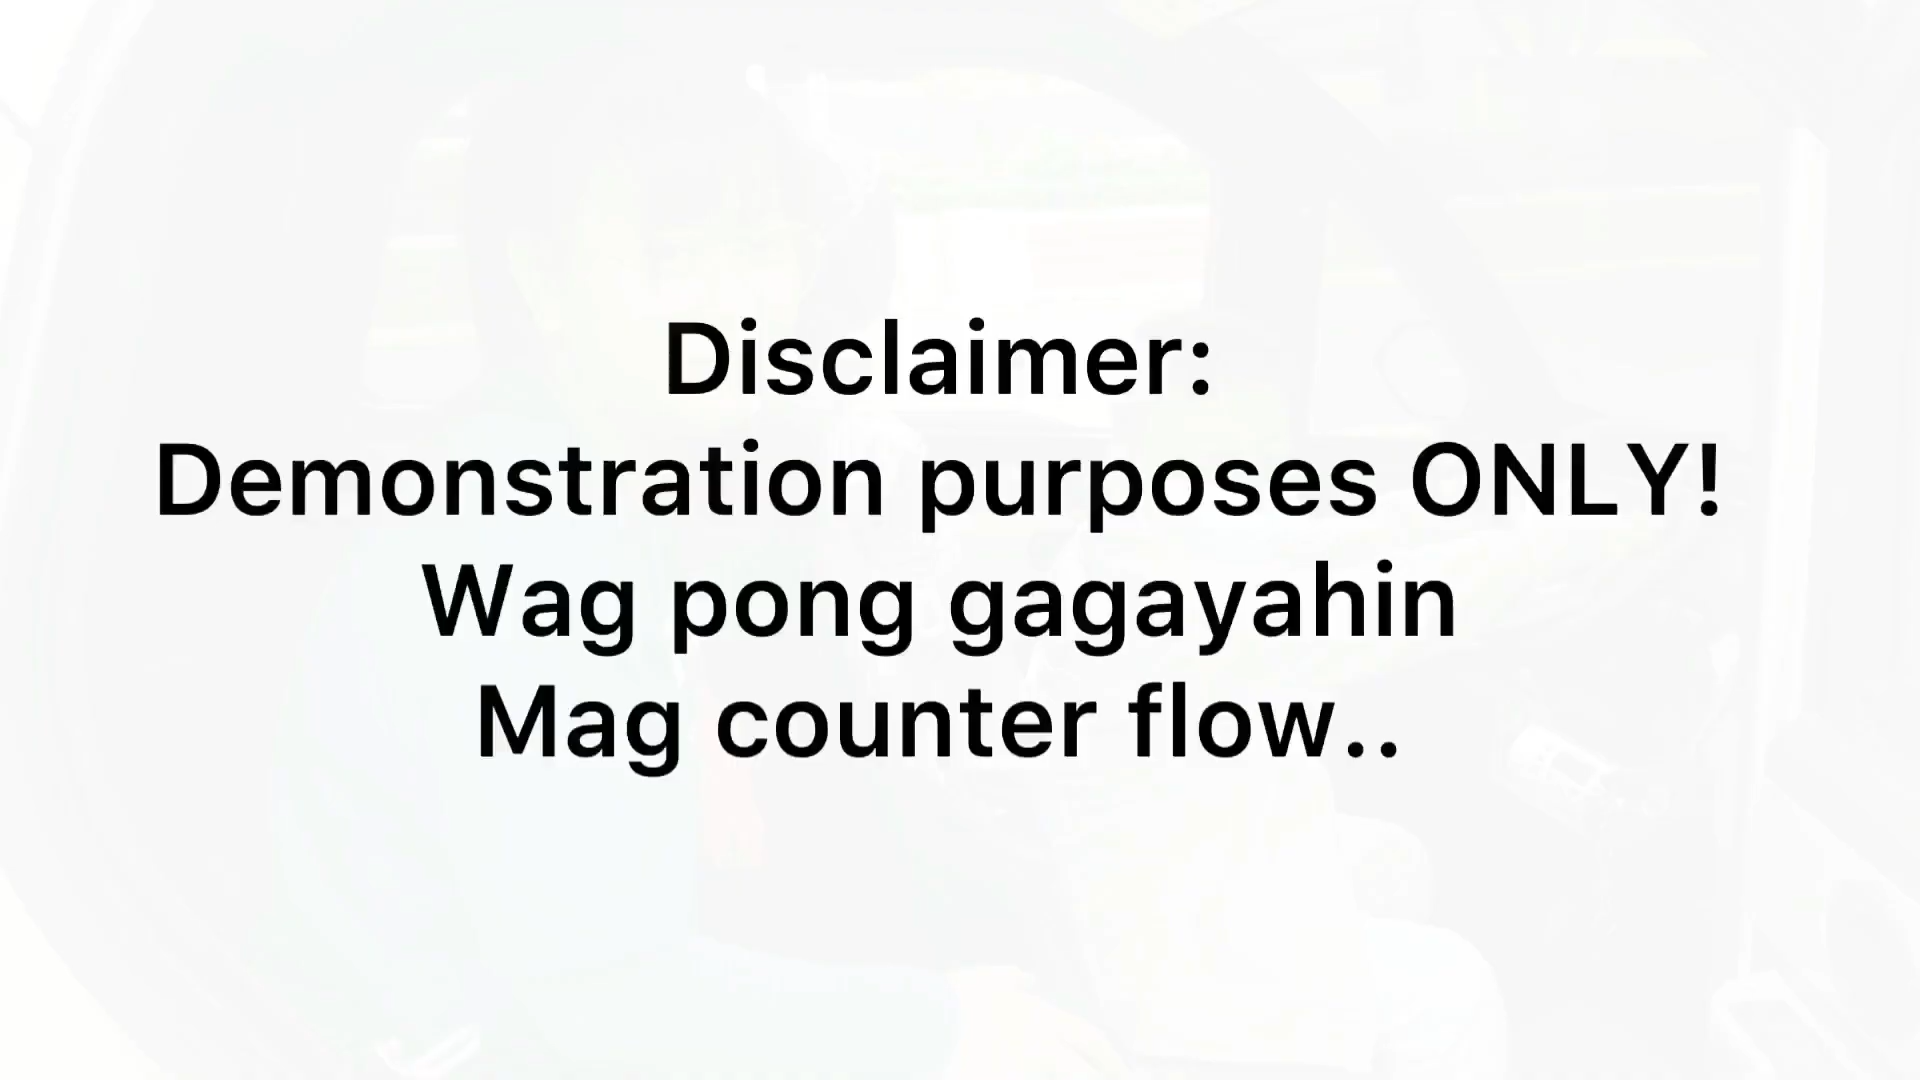 Disclaimer:
Demonstration purposes ONLY!
Wag pong gagayahin
Mag counter flow..